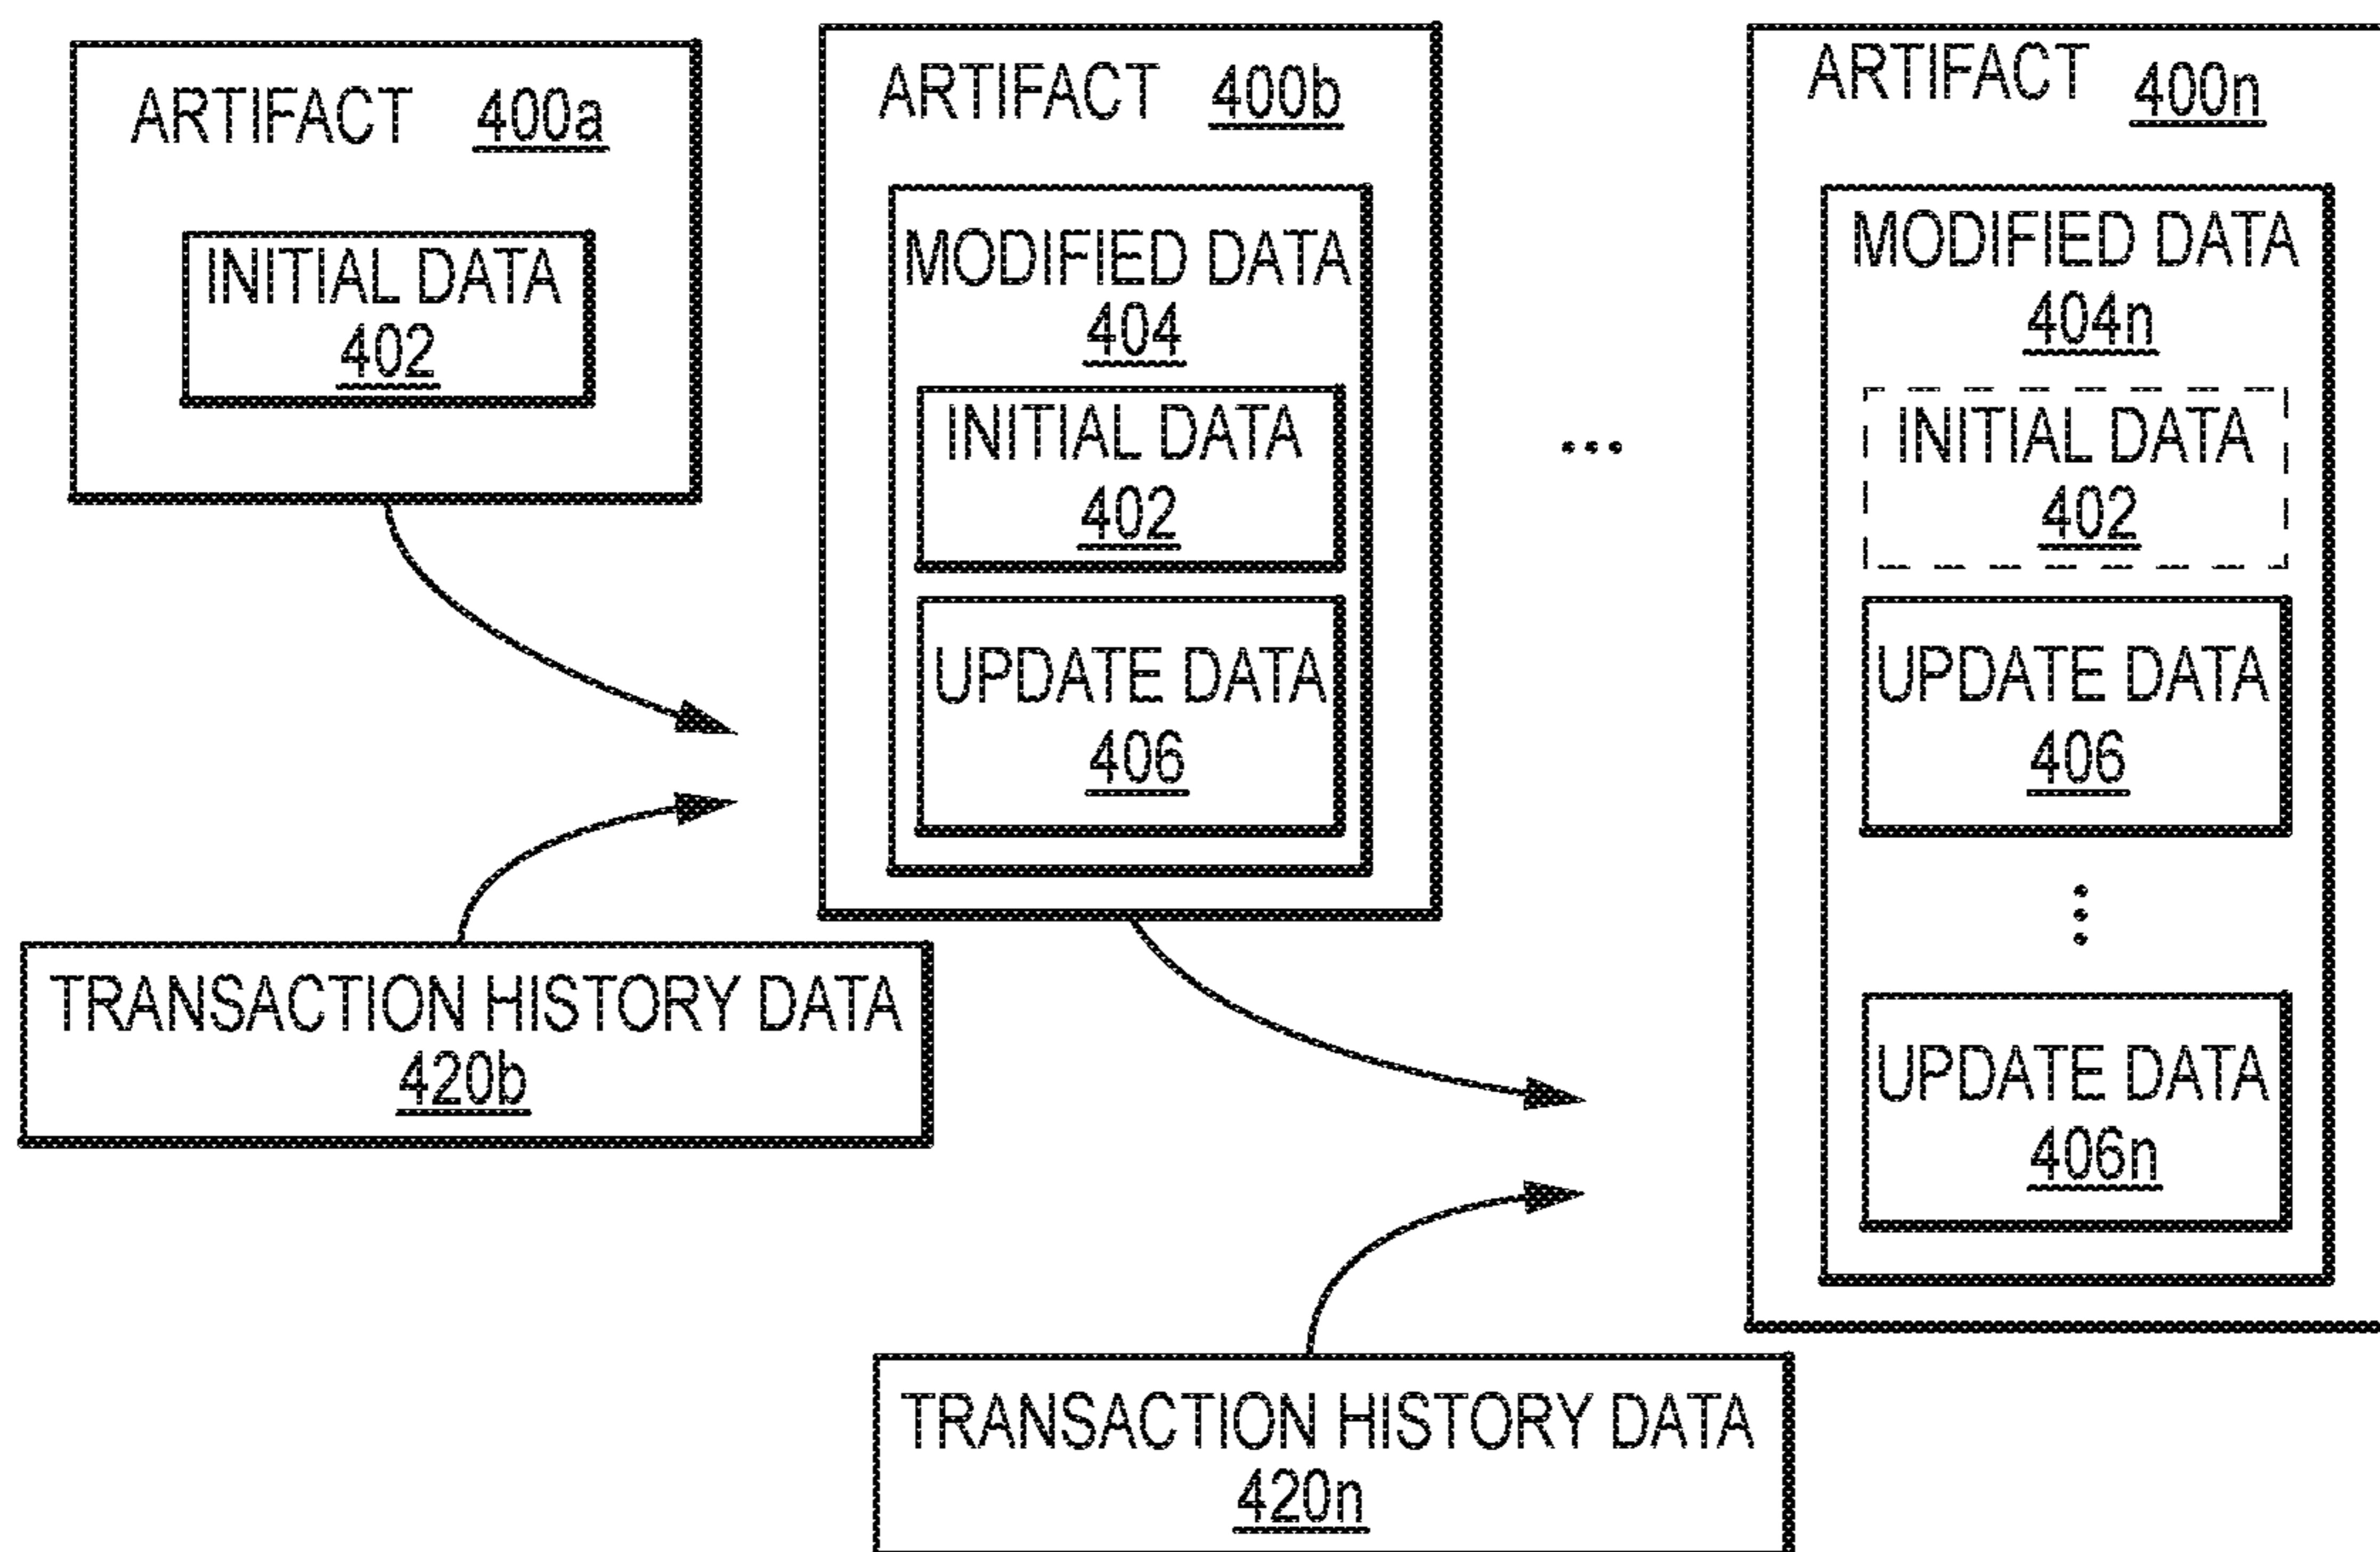 ARTIFACT 400a
INITIAL DATA
402
ARTIFACT 400b
MODIFIED DATA
404
INITIAL DATA
402
UPDATE DATA
406
...
ARTIFACT 400n
MODIFIED DATA
404n
INITIAL DATA
402
UPDATE DATA
406
UPDATE DATA
406n
TRANSACTION HISTORY DATA
420b
TRANSACTION HISTORY DATA
420n